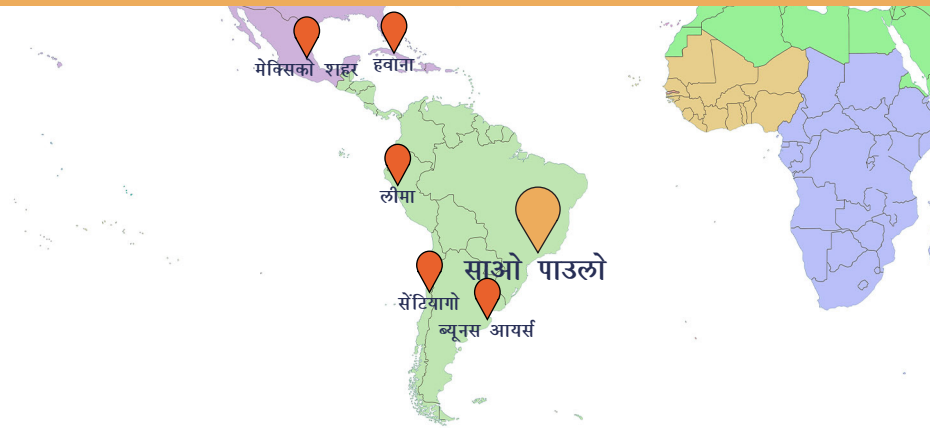 मेक्सिको शहर
हवाना
लीमा
साओ पाउलो
सेंटियागो
ब्यूनस आयर्स